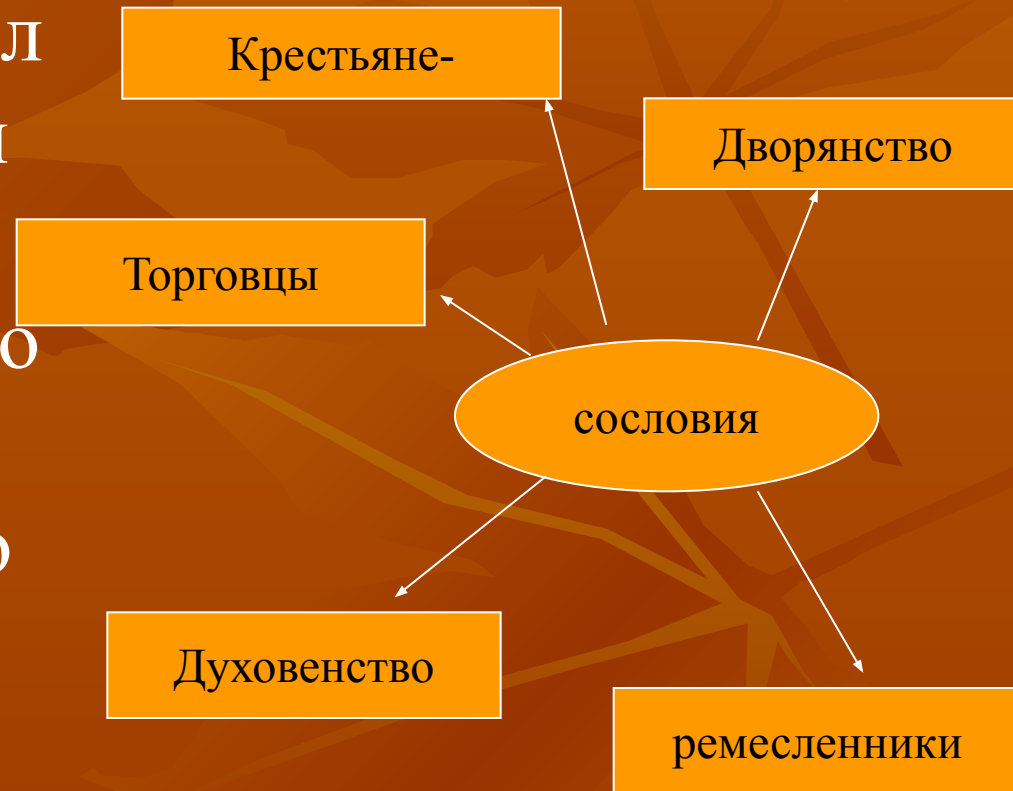 л
Крестьяне-
Дворянство
Торговцы
о
сословия
Духовенство
ремесленники